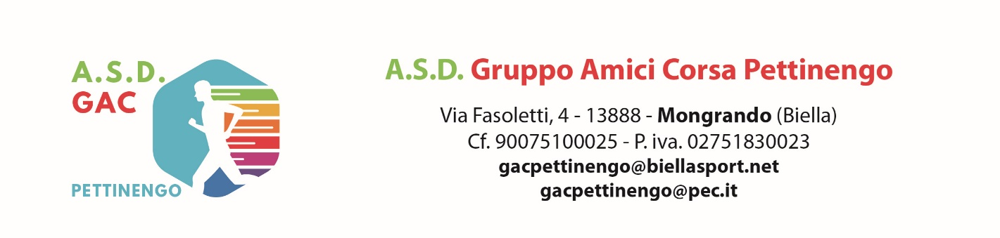 A.S.D.
GAC
PETTINENGO
A.S.D. Gruppo Amici Corsa Pettinengo
Via Fasoletti, 4 - 13888 - Mongrando (Biella)
Cf. 90075100025 - P. iva. 02751830023
gacpettinengo@biellasport.net
gacpettinengo@pec.it